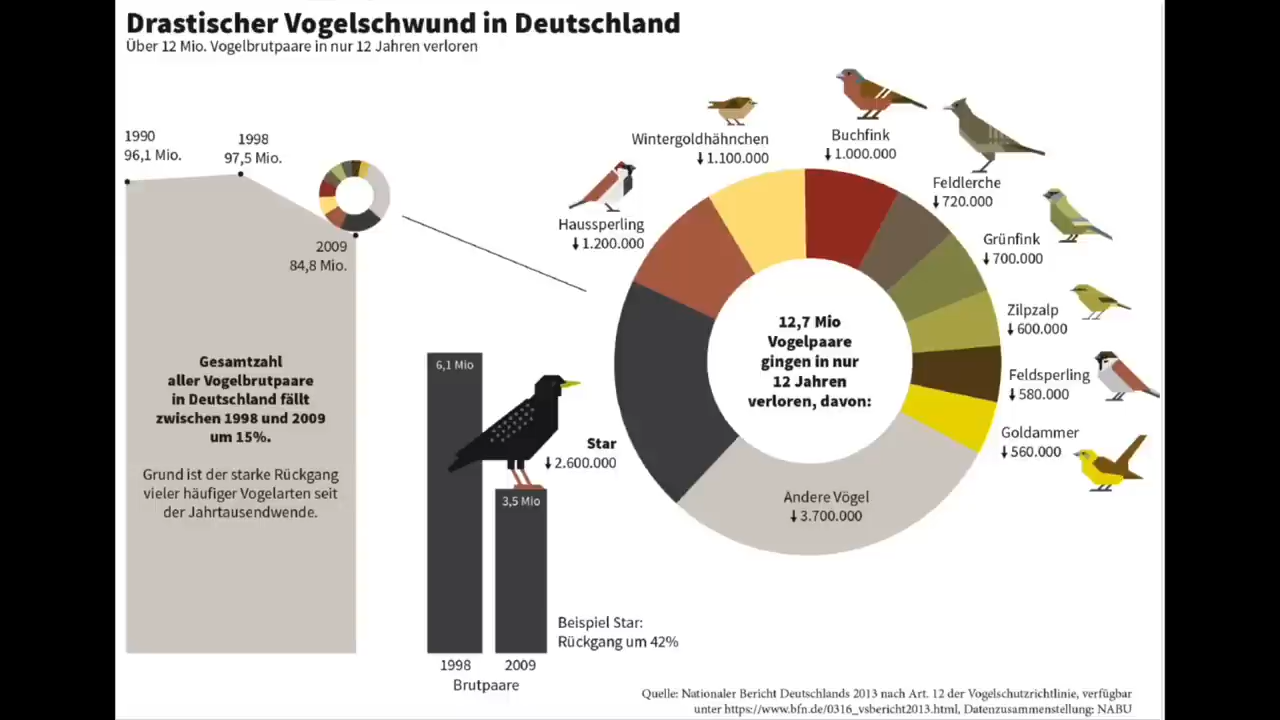 Drastischer Vogelschwund in Deutschland
Über 12 Mio. Vogelbrutpaare in nur 12 Jahren verloren
1990
96,1 Mio.
1998
97,5 Mio.
2009
84,8 Mio.
Gesamtzahl
aller Vogelbrutpaare
in Deutschland fällt
zwischen 1998 und 2009
um 15%.
Grund ist der starke Rückgang
vieler häufiger Vogelarten seit
der Jahrtausendwende.
6,1 Mio
3,5 Mio
1998
2009
Brutpaare
Beispiel Star:
Rückgang um 42%
Star
↓2.600.000
Haussperling
↓1.200.000
Wintergoldhähnchen
↓1.100.000
Buchfink
↓1.000.000
Feldlerche
↓720.000
Grünfink
↓700.000
Zilpzalp
↓600.000
Feldsperling
↓580.000
Goldammer
↓560.000
Andere Vögel
↓3.700.000
12,7 Mio
Vogelpaare
gingen in nur
12 Jahren
verloren, davon:
Quelle: Nationaler Bericht Deutschlands 2013 nach Art. 12 der Vogelschutzrichtlinie, verfügbar
unter https://www.bfn.de/0316_vsbericht2013.html, Datenzusammenstellung: NABU